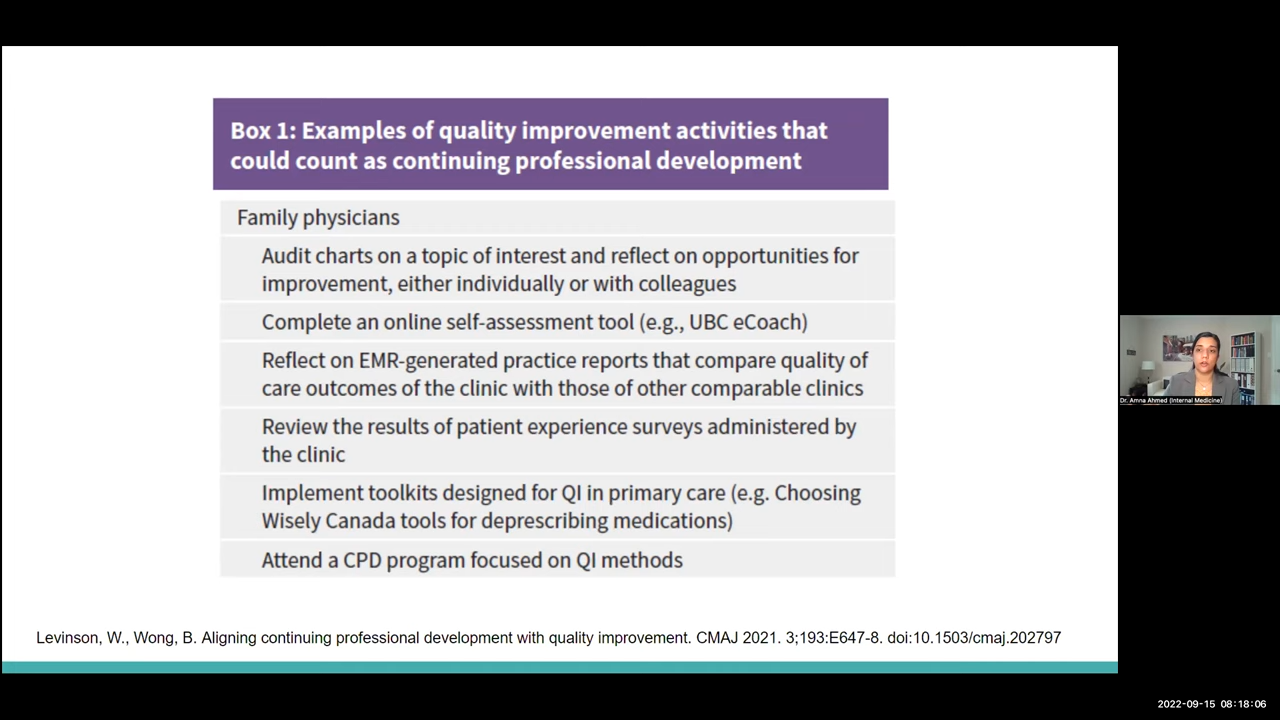 Box 1: Examples of quality improvement activities that
could count as continuing professional development
Family physicians
Audit charts on a topic of interest and reflect on opportunities for
improvement, either individually or with colleagues
Complete an online self-assessment tool (e.g., UBC eCoach)
Reflect on EMR-generated practice reports that compare quality of
care outcomes of the clinic with those of other comparable clinics
Review the results of patient experience surveys administered by
the clinic
Implement toolkits designed for QI in primary care (e.g. Choosing
Wisely Canada tools for deprescribing medications)
Attend a CPD program focused on QI methods
Levinson, W., Wong, B. Aligning continuing professional development with quality improvement. CMAJ 2021. 3;193:E647-8. doi:10.1503/cmaj.202797
Dr. Amna Ahmed (Internal Medicine)
2022-09-15 08:18:06